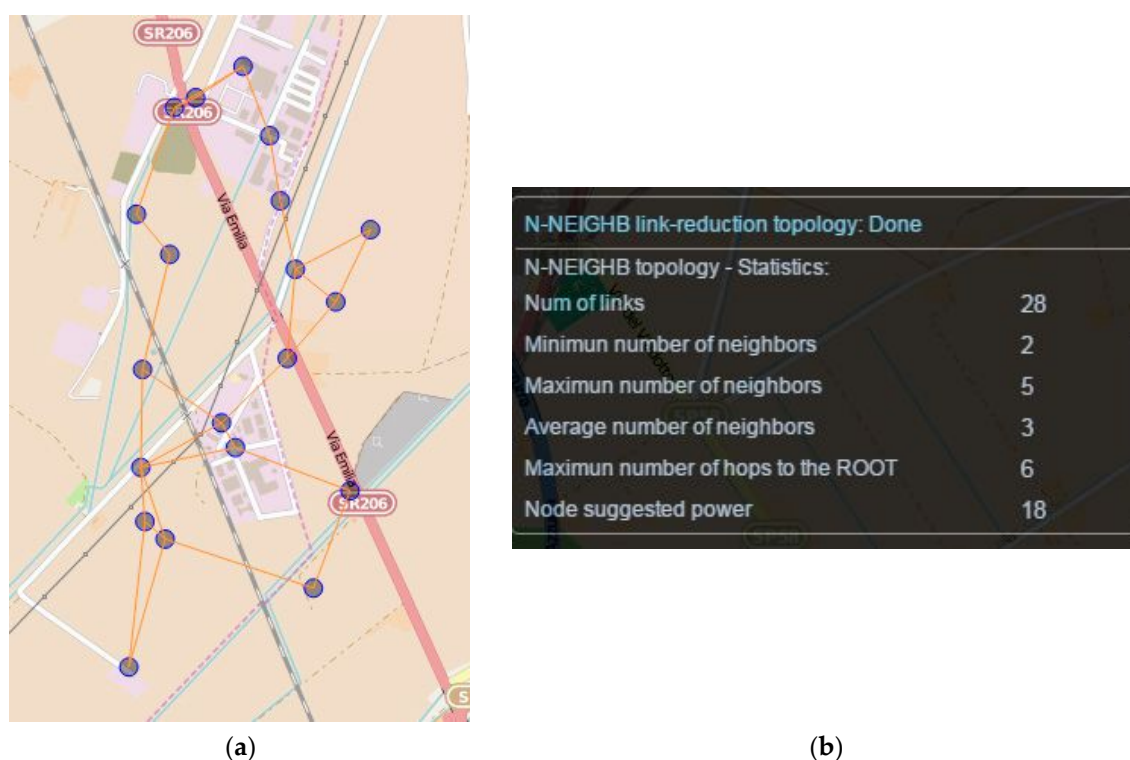 SR206
SR206
Via Emilia
Via Emilia
SR206
S
(a)
N-NEIGHB link-reduction topology: Done
N-NEIGHB topology - Statistics:
Num of links 28
Minimun number of neighbors 2
Maximun number of neighbors 5
Average number of neighbors 3
Maximun number of hops to the ROOT 6
Node suggested power 18
SP58
(b)